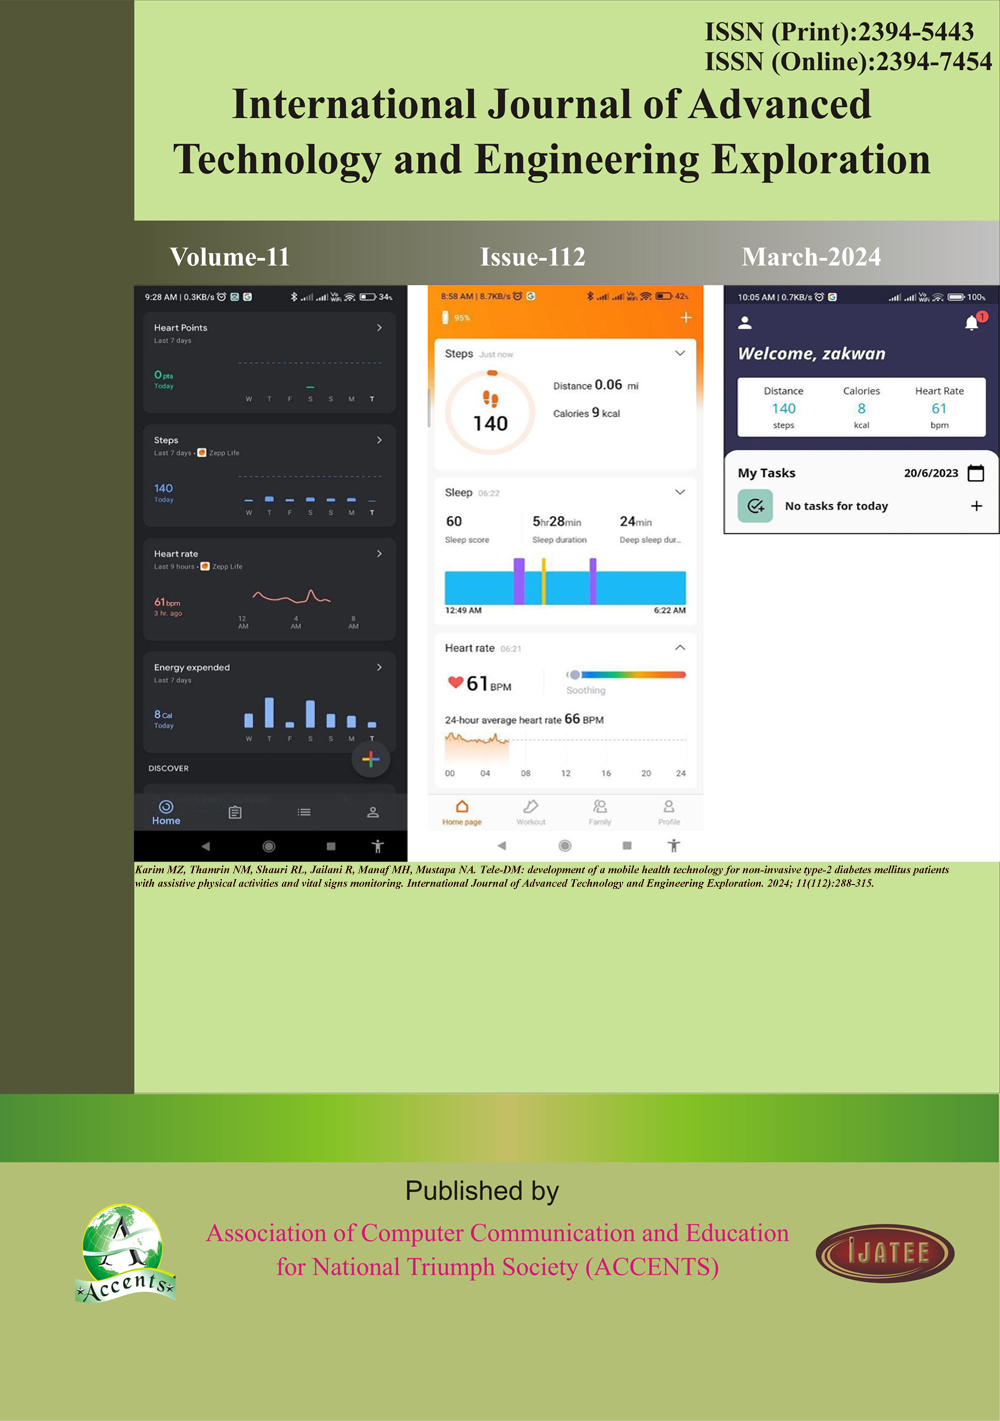 ISSN (Print):2394-5443
ISSN (Online):2394-7454
International Journal of Advanced
Technology and Engineering Exploration
Volume-11
Issue-112
March-2024
9:28 AM | 0.3KB/s
34%
Heart Points
Last 7 days
0 pts
Today
W T F S S M T
Steps
Last 7 days • Zepp Life
140
Today
W T F S S M T
Heart rate
Last 9 hours • Zepp Life
61 bpm
3 hr. ago
12 AM
4 AM
8 AM
Energy expended
Last 7 days
8 Cal
Today
W T F S S M T
DISCOVER
Home
8:58 AM | 8.7KB/s
42%
95%
Steps Just now
140
Distance 0.06 mi
Calories 9 kcal
Sleep 06:22
60
Sleep score
5hr28min
Sleep duration
24min
Deep sleep dur...
12:49 AM
6:22 AM
Heart rate 06:21
61 BPM
Soothing
24-hour average heart rate 66 BPM
00 04 08 12 16 20 24
Home page
Workout
Family
Profile
10:05 AM | 0.7KB/s
100%
1
Welcome, zakwan
Distance Calories Heart Rate
140 8 61
steps kcal bpm
My Tasks
20/6/2023
No tasks for today
Karim MZ, Thamrin NM, Shauri RL, Jailani R, Manaf MH, Mustapa NA. Tele-DM: development of a mobile health technology for non-invasive type-2 diabetes mellitus patients
with assistive physical activities and vital signs monitoring. International Journal of Advanced Technology and Engineering Exploration. 2024; 11(112):288-315.
Published by
Association of Computer Communication and Education
for National Triumph Society (ACCENTS)
A
Accents
IJATEE